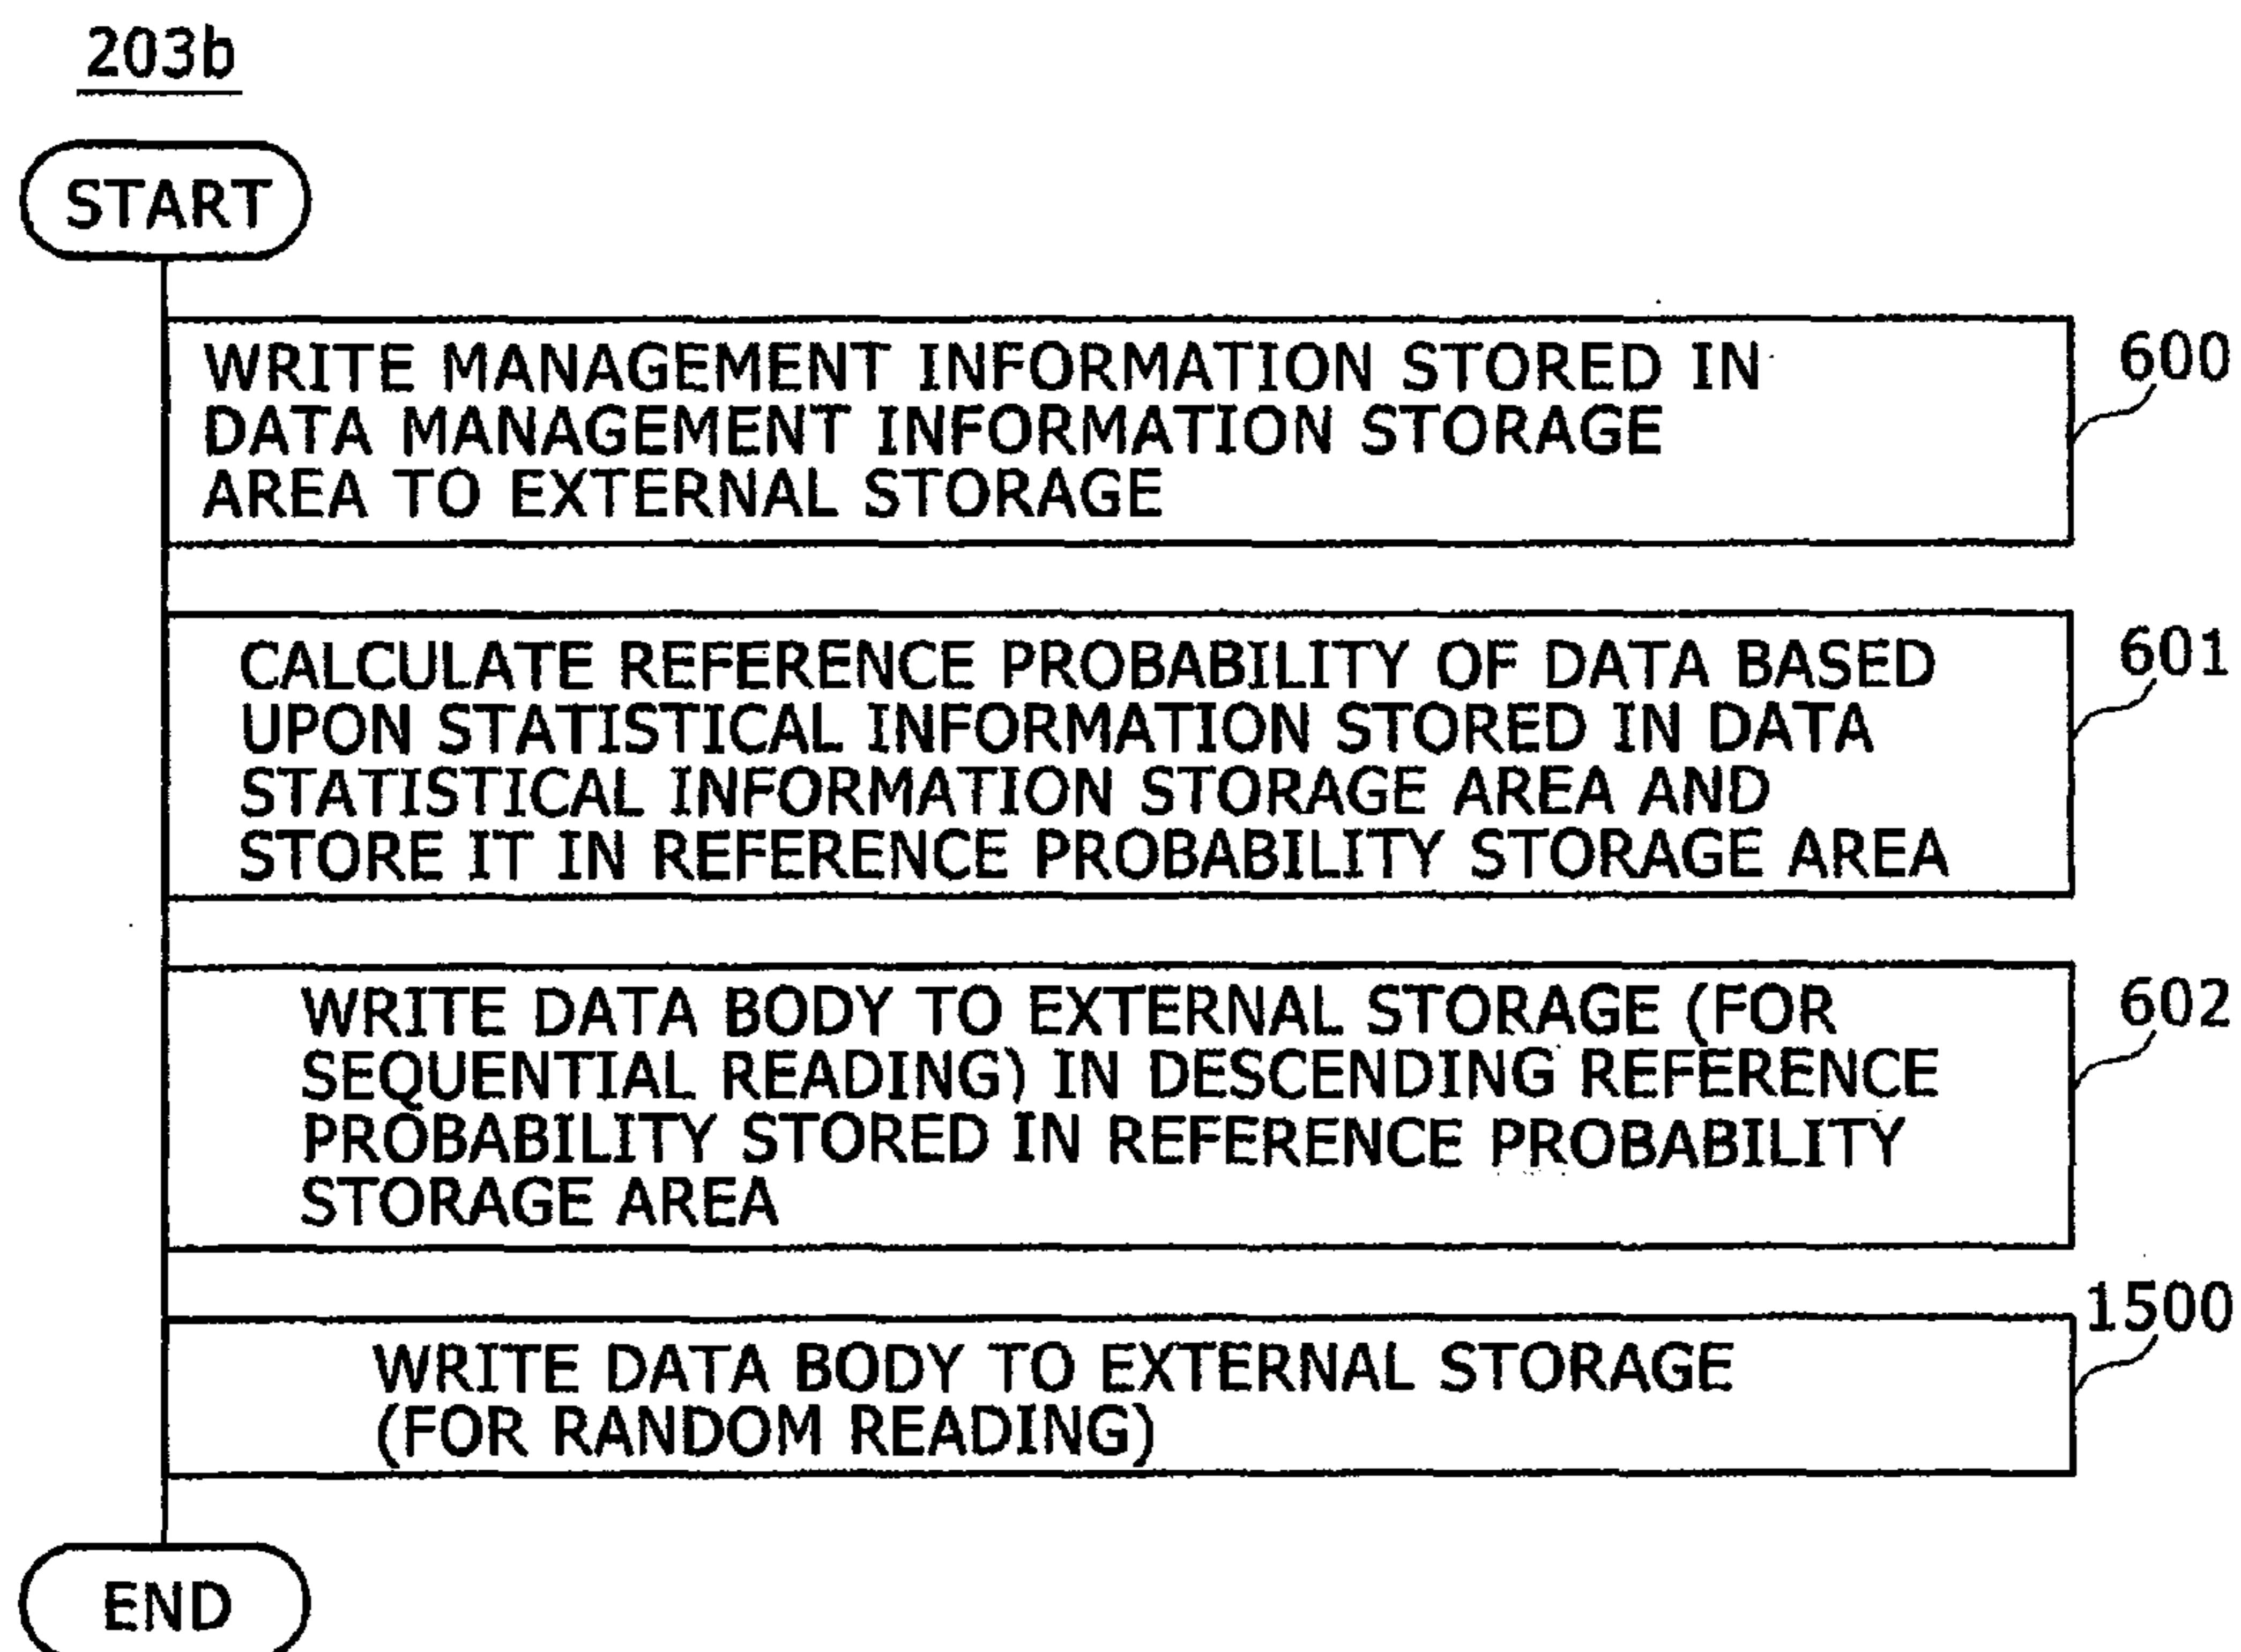 203b
START
WRITE MANAGEMENT INFORMATION STORED IN
DATA MANAGEMENT INFORMATION STORAGE
AREA TO EXTERNAL STORAGE
600
CALCULATE REFERENCE PROBABILITY OF DATA BASED
UPON STATISTICAL INFORMATION STORED IN DATA
STATISTICAL INFORMATION STORAGE AREA AND
STORE IT IN REFERENCE PROBABILITY STORAGE AREA
601
WRITE DATA BODY TO EXTERNAL STORAGE (FOR
SEQUENTIAL READING) IN DESCENDING REFERENCE
PROBABILITY STORED IN REFERENCE PROBABILITY
STORAGE AREA
602
WRITE DATA BODY TO EXTERNAL STORAGE
(FOR RANDOM READING)
1500
END